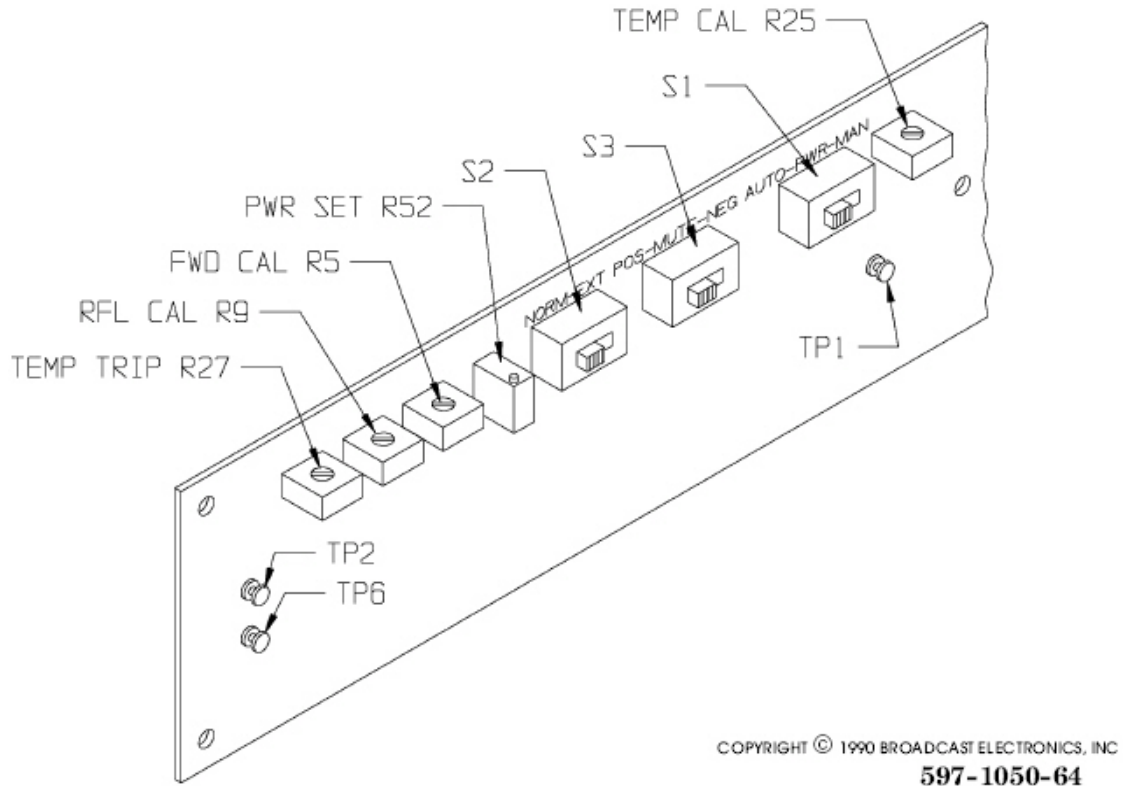 TEMP CAL R25
S1
S3
S2
PWR SET R52
FWD CAL R5
RFL CAL R9
TEMP TRIP R27
NORM-EXT POS-MUTE-NEG AUTO-PWR-MAN
TP1
TP2
TP6
COPYRIGHT © 1990 BROADCAST ELECTRONICS, INC
597-1050-64